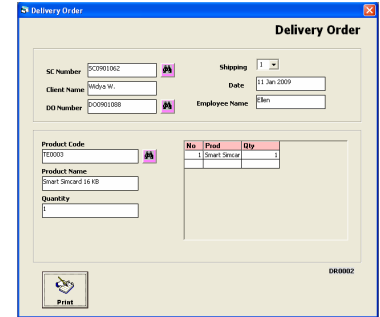 Delivery Order
Delivery Order
SC Number SC0901062
Shipping 1
Client Name Widya W.
Date 11 Jan 2009
DO Number DO0901088
Employee Name Ellen
Product Code
TE0003
Product Name
Smart Simcard 16 KB
Quantity
1
No Prod Qty
1 Smart Simcar 1
DR0002
Print